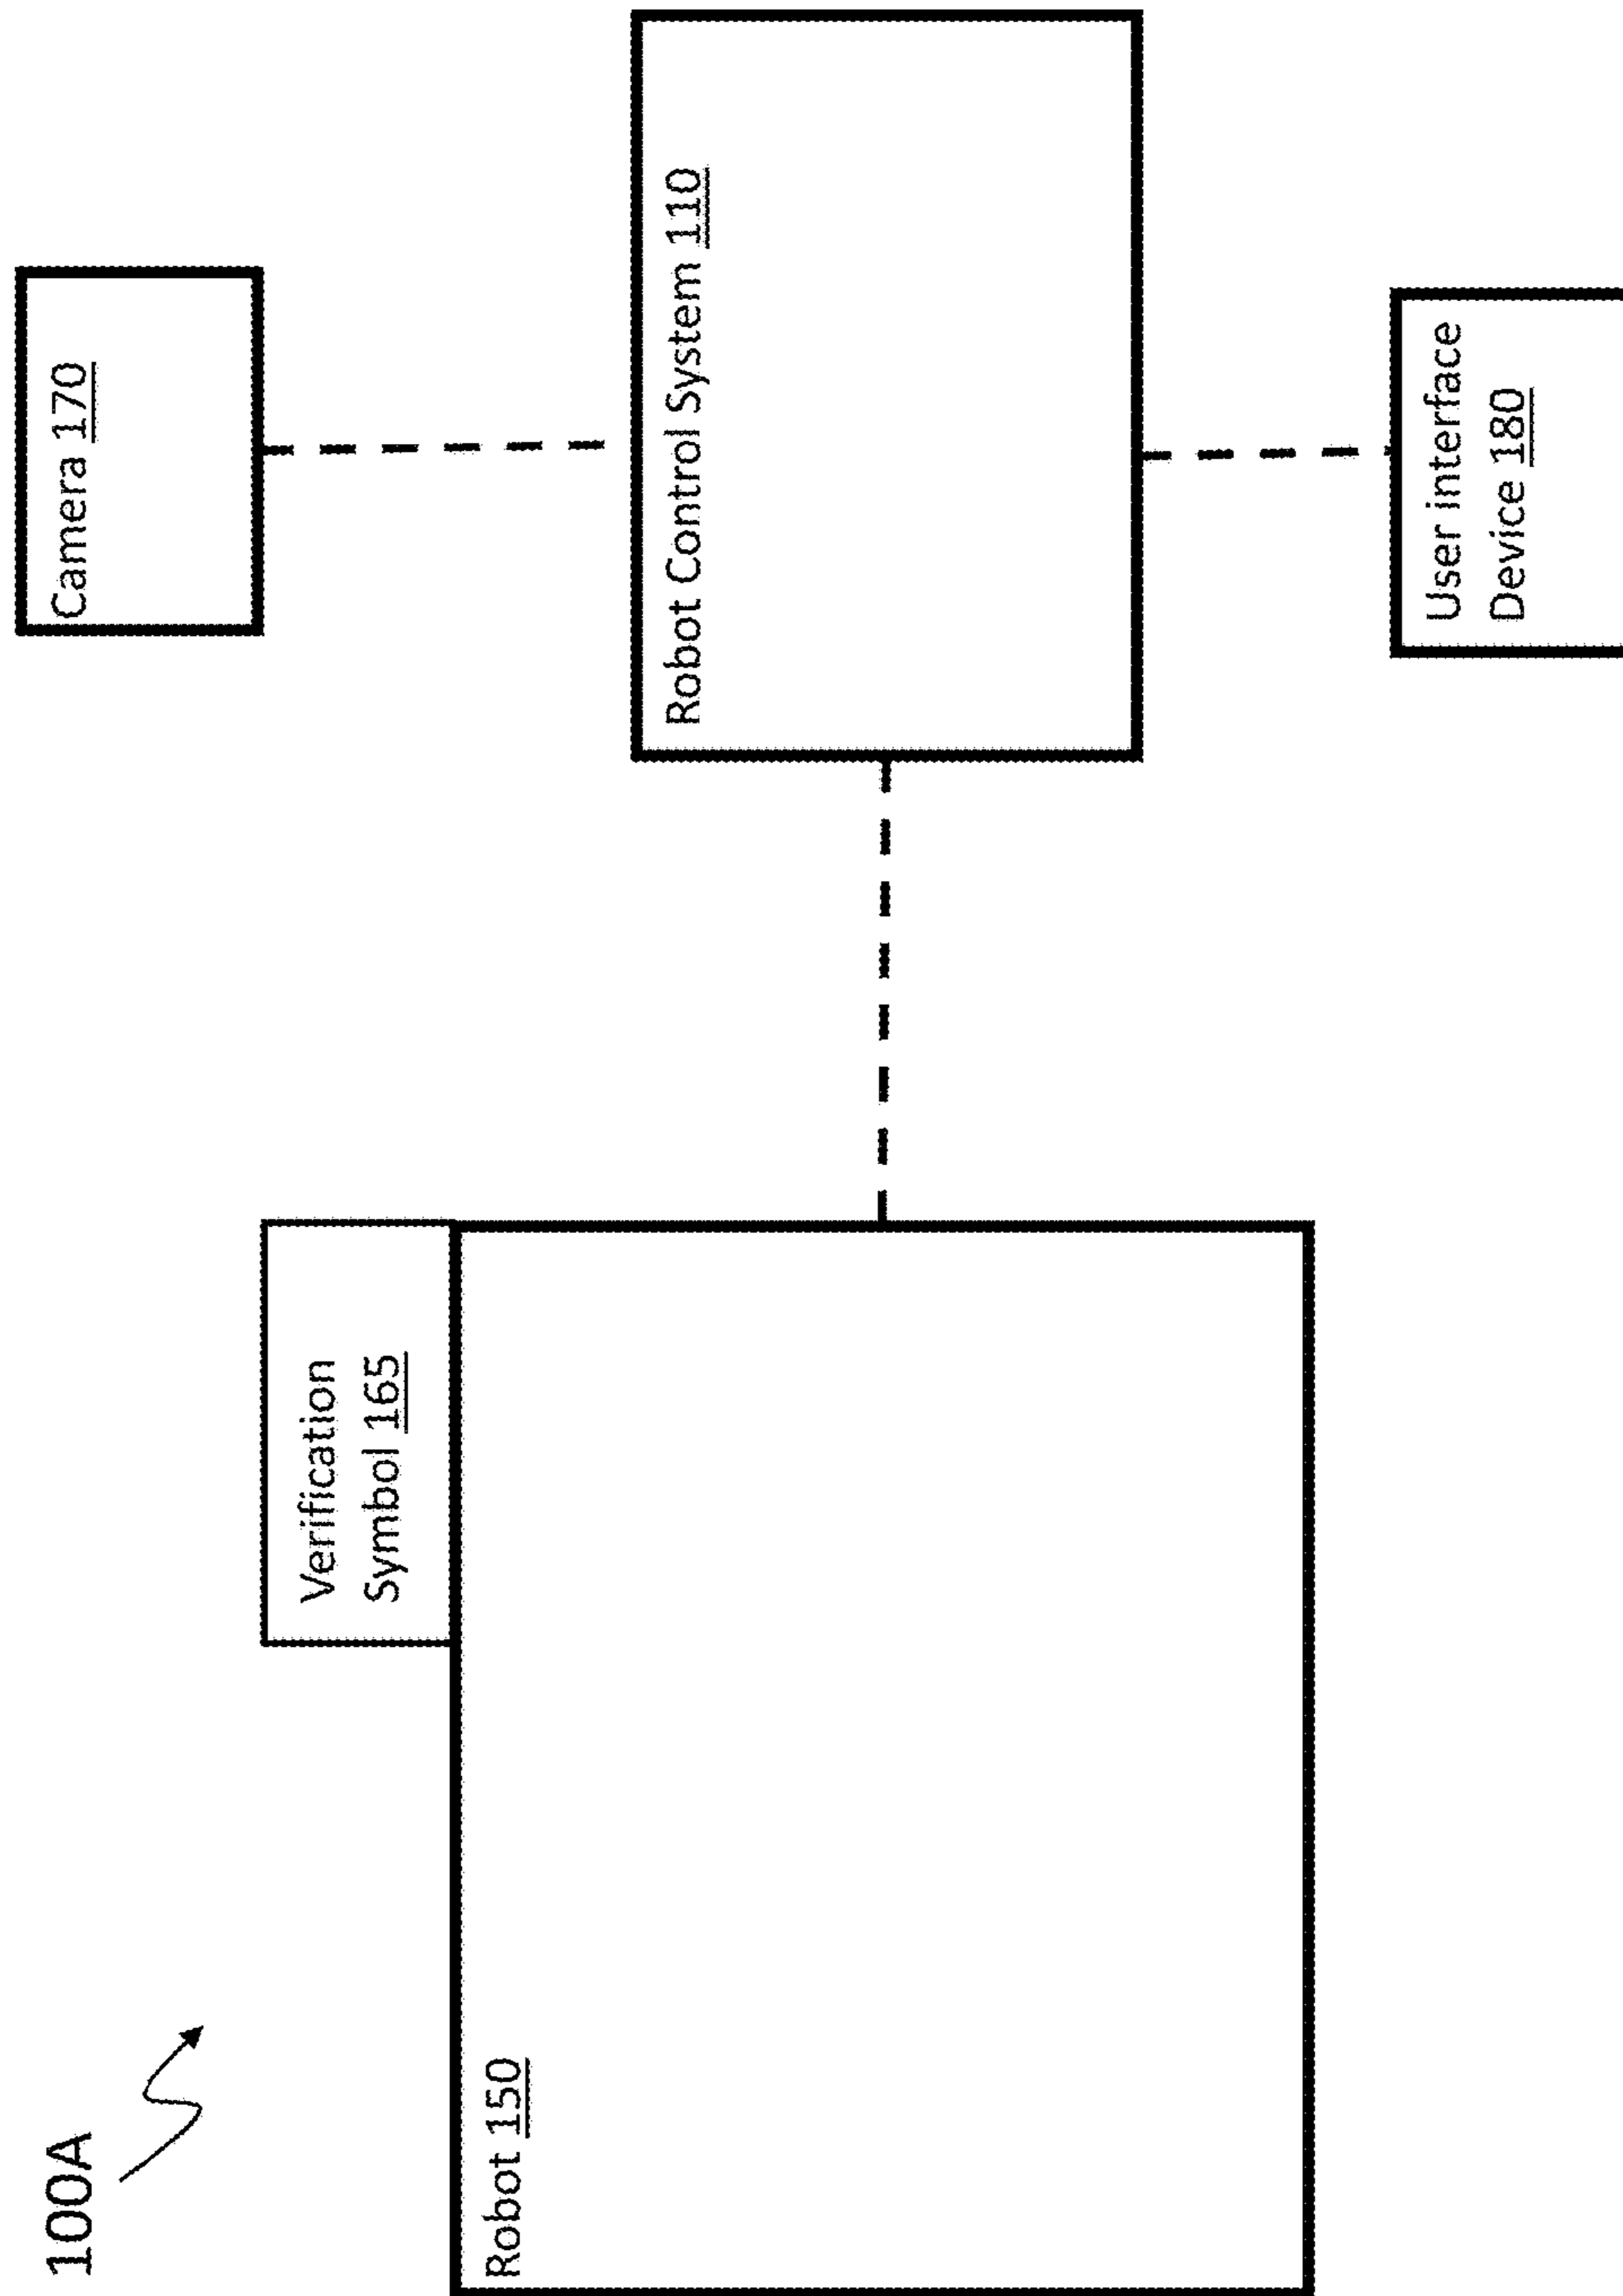 100A
Camera 170
Verification
Symbol 165
Robot 150
Robot Control System 110
User interface
Device 180